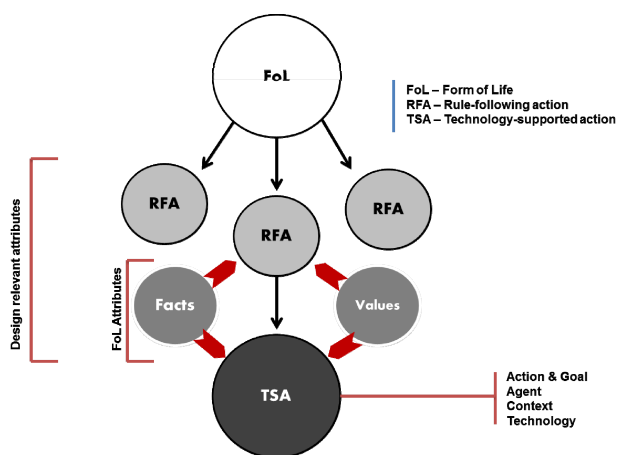 FoL
FoL – Form of Life
RFA – Rule-following action
TSA – Technology-supported action
RFA
RFA
RFA
Design relevant attributes
FoL Attributes
Facts
Values
TSA
Action & Goal
Agent
Context
Technology